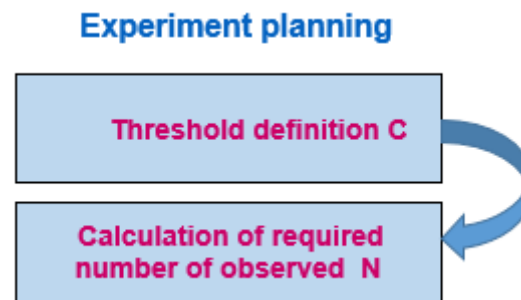 Experiment planning
Threshold definition C
Calculation of required
number of observed N